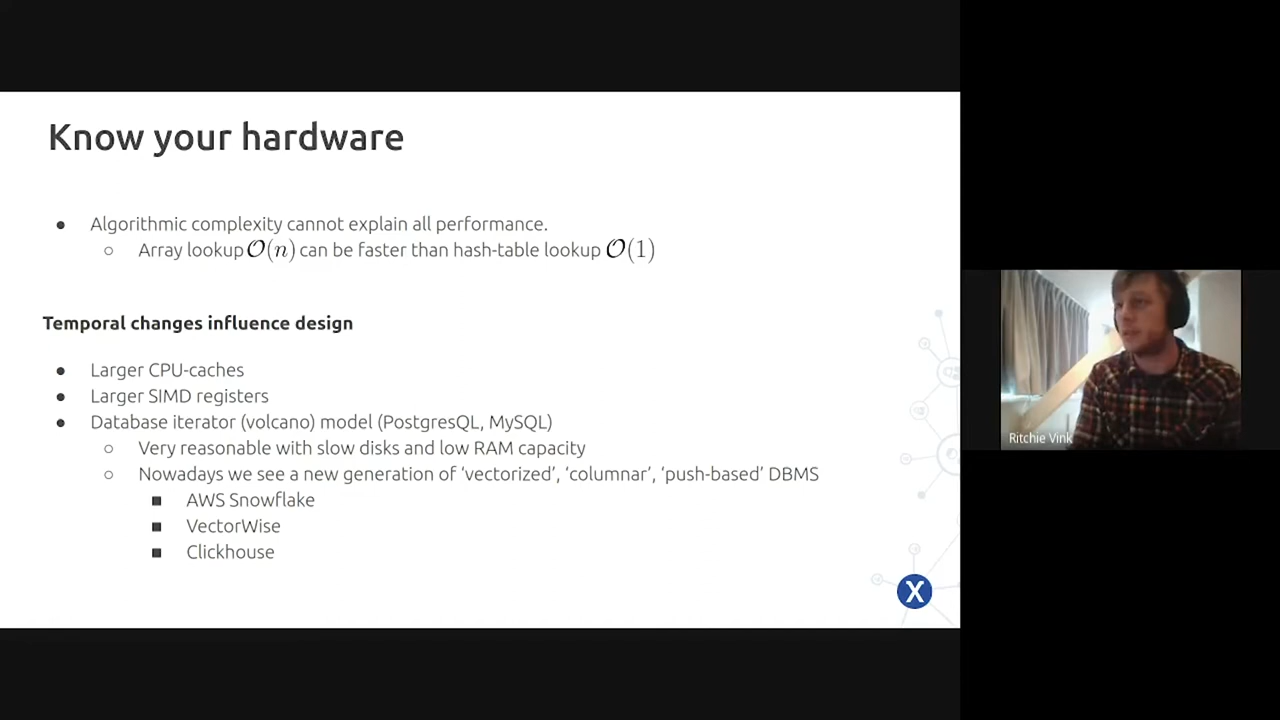 Know your hardware
● Algorithmic complexity cannot explain all performance.
○ Array lookup 𝒪(n) can be faster than hash-table lookup 𝒪(1)
Temporal changes influence design
● Larger CPU-caches
● Larger SIMD registers
● Database iterator (volcano) model (PostgresQL, MySQL)
○ Very reasonable with slow disks and low RAM capacity
○ Nowadays we see a new generation of ‘vectorized’, ‘columnar’, ‘push-based’ DBMS
■ AWS Snowflake
■ VectorWise
■ Clickhouse
X
Ritchie Vink